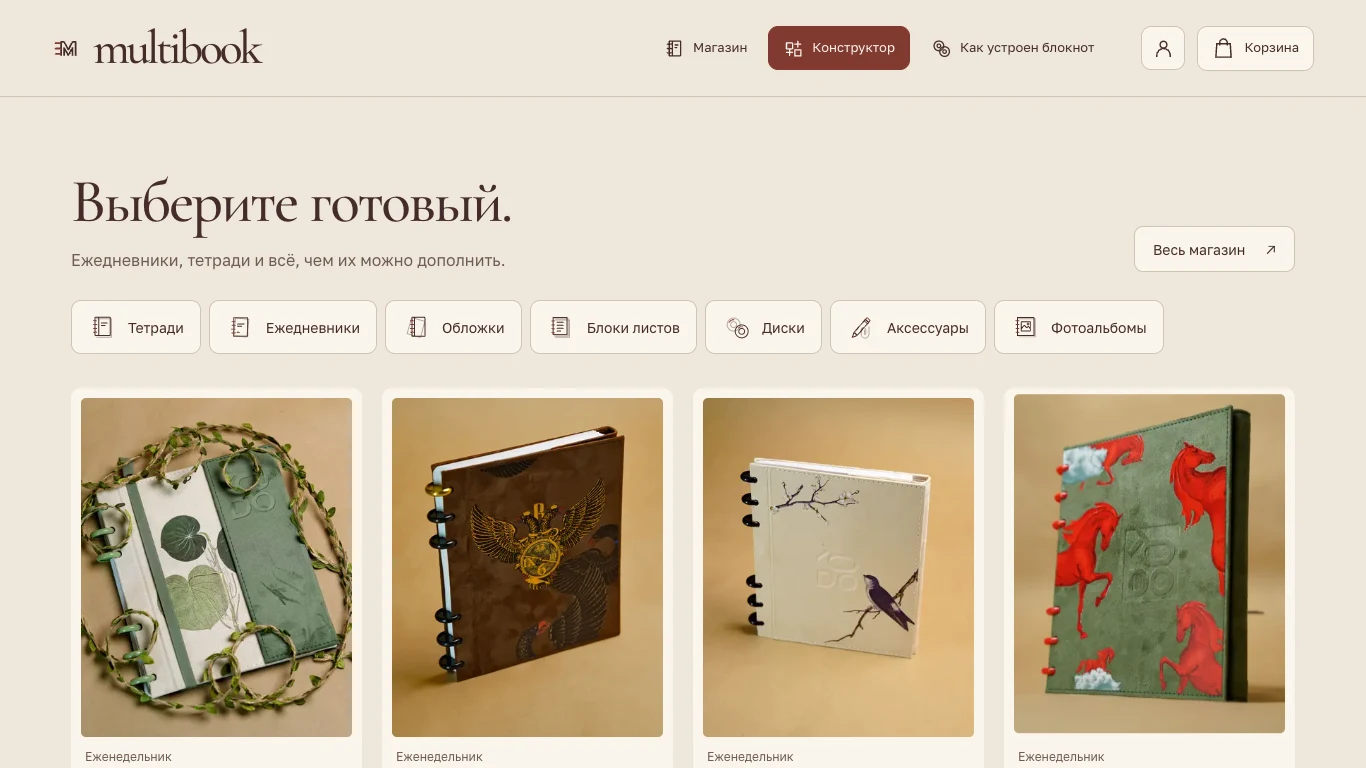 multibook
Магазин
Конструктор
Как устроен блокнот
Корзина
Выберите готовый.
Ежедневники, тетради и всё, чем их можно дополнить.
Весь магазин
Тетради
Ежедневники
Обложки
Блоки листов
Диски
Аксессуары
Фотоальбомы
Еженедельник
Еженедельник
Еженедельник
Еженедельник